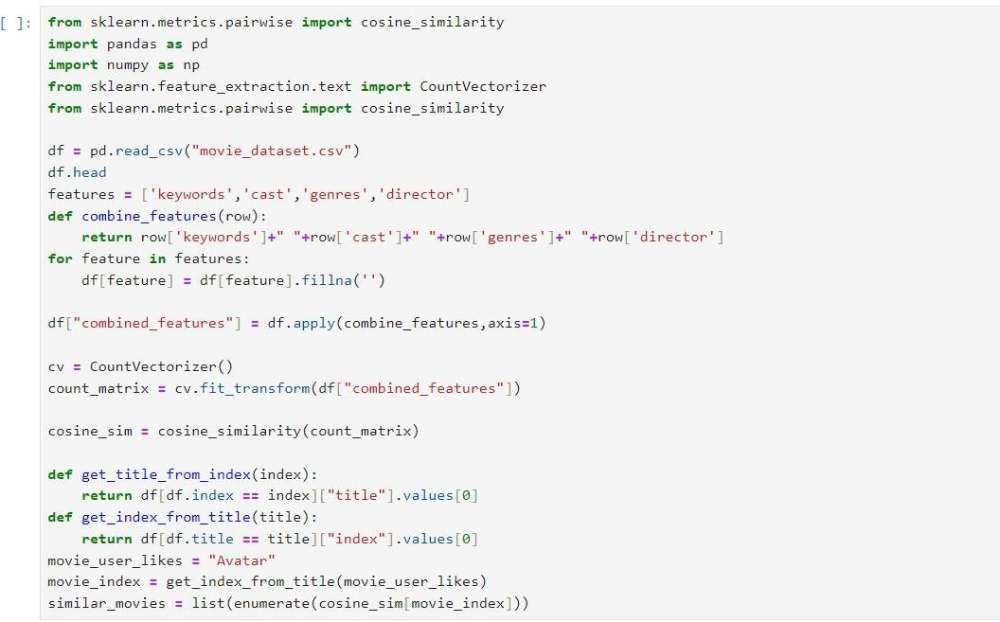 [ ]: from sklearn.metrics.pairwise import cosine_similarity
import pandas as pd
import numpy as np
from sklearn.feature_extraction.text import CountVectorizer
from sklearn.metrics.pairwise import cosine_similarity

df = pd.read_csv("movie_dataset.csv")
df.head
features = ['keywords','cast','genres','director']
def combine_features(row):
    return row['keywords']+" "+row['cast']+" "+row['genres']+" "+row['director']
for feature in features:
    df[feature] = df[feature].fillna('')

df["combined_features"] = df.apply(combine_features,axis=1)

cv = CountVectorizer()
count_matrix = cv.fit_transform(df["combined_features"])

cosine_sim = cosine_similarity(count_matrix)

def get_title_from_index(index):
    return df[df.index == index]["title"].values[0]
def get_index_from_title(title):
    return df[df.title == title]["index"].values[0]
movie_user_likes = "Avatar"
movie_index = get_index_from_title(movie_user_likes)
similar_movies = list(enumerate(cosine_sim[movie_index]))